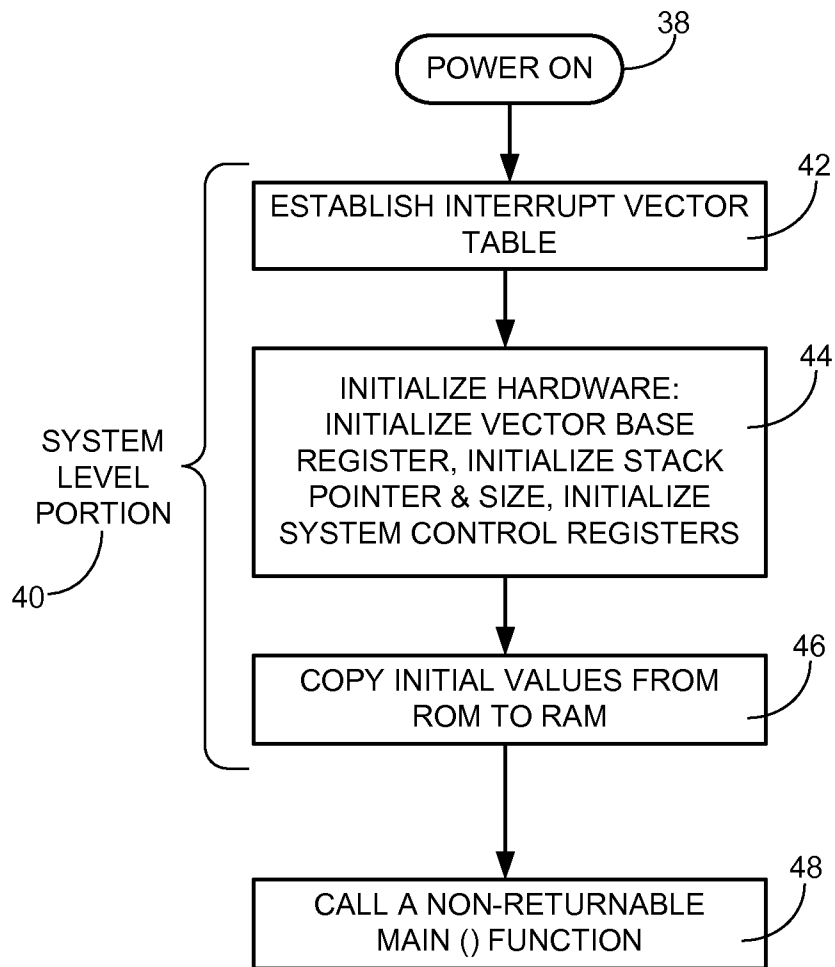 38
POWER ON
42
ESTABLISH INTERRUPT VECTOR
TABLE
44
INITIALIZE HARDWARE:
INITIALIZE VECTOR BASE
REGISTER, INITIALIZE STACK
POINTER & SIZE, INITIALIZE
SYSTEM CONTROL REGISTERS
SYSTEM
LEVEL
PORTION
40
46
COPY INITIAL VALUES FROM
ROM TO RAM
48
CALL A NON-RETURNABLE
MAIN () FUNCTION